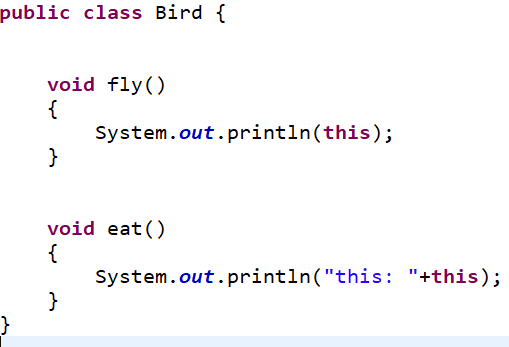 public class Bird {
void fly()
{
System.out.println(this);
}
void eat()
{
System.out.println("this: "+this);
}
}